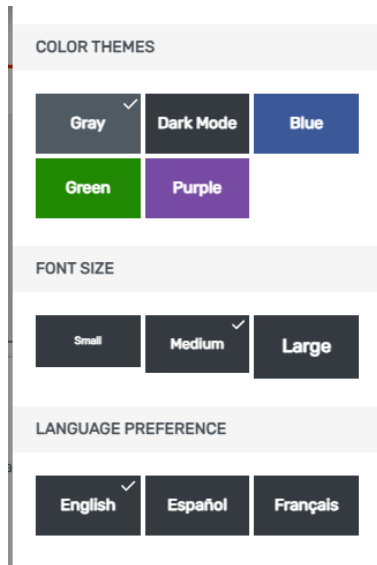 COLOR THEMES
Gray Dark Mode Blue
Green Purple
FONT SIZE
Small Medium Large
LANGUAGE PREFERENCE
English Español Français